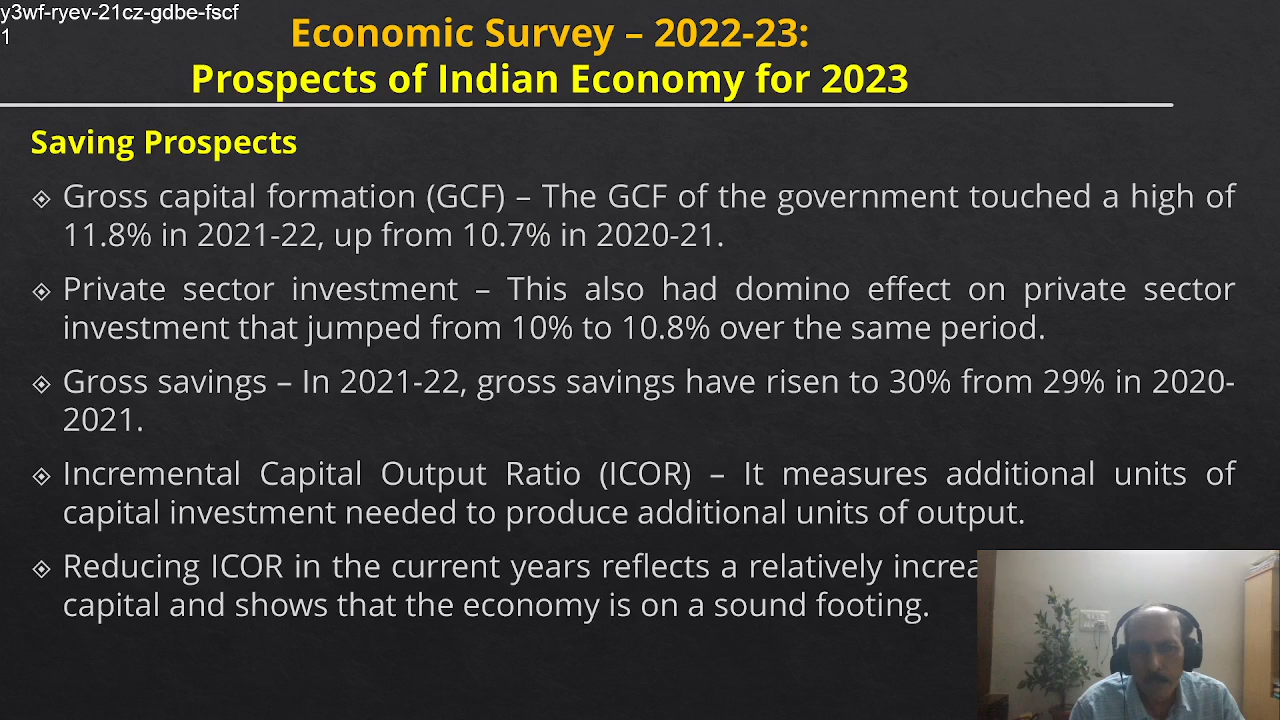 y3wf-ryev-21cz-gdbe-fscf
1
Economic Survey – 2022-23:
Prospects of Indian Economy for 2023
Saving Prospects
Gross capital formation (GCF) – The GCF of the government touched a high of
11.8% in 2021-22, up from 10.7% in 2020-21.
Private sector investment – This also had domino effect on private sector
investment that jumped from 10% to 10.8% over the same period.
Gross savings – In 2021-22, gross savings have risen to 30% from 29% in 2020-
2021.
Incremental Capital Output Ratio (ICOR) – It measures additional units of
capital investment needed to produce additional units of output.
Reducing ICOR in the current years reflects a relatively
capital and shows that the economy is on a sound footing.